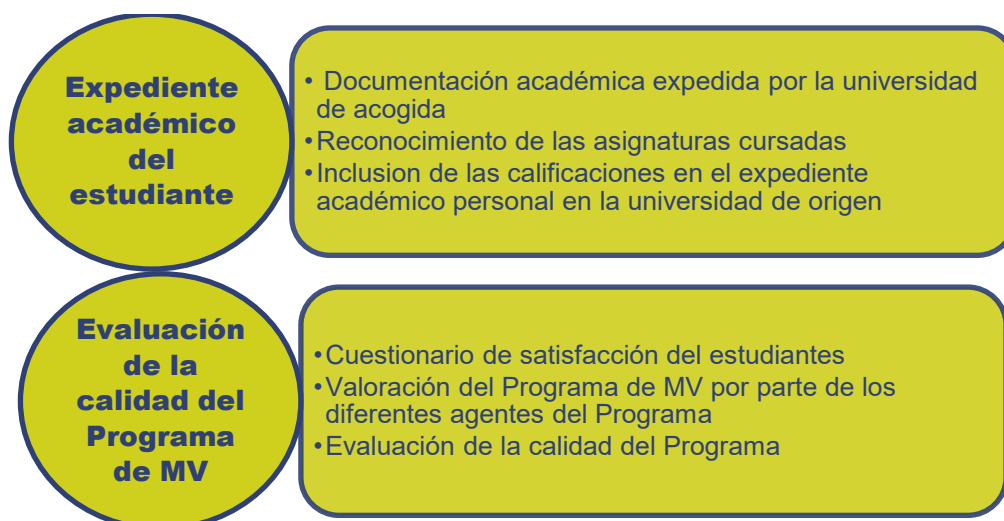 Expediente
académico
del
estudiante
• Documentación académica expedida por la universidad
de acogida
•Reconocimiento de las asignaturas cursadas
•Inclusion de las calificaciones en el expediente
académico personal en la universidad de origen
Evaluación
de la
calidad del
Programa
de MV
•Cuestionario de satisfacción del estudiantes
•Valoración del Programa de MV por parte de los
diferentes agentes del Programa
•Evaluación de la calidad del Programa